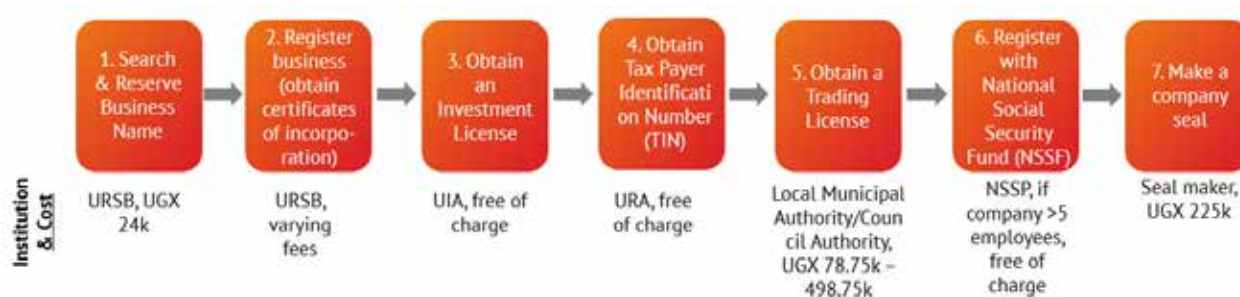 1. Search
& Reserve
Business
Name
2. Register
business
(obtain
certificates
of incorpo-
ration)
3. Obtain
an
Investment
License
4. Obtain
Tax Payer
Identificati
on Number
(TIN)
5. Obtain a
Trading
License
6. Register
with
National
Social
Security
Fund (NSSF)
7. Make a
company
seal
Institution
& Cost
URSB, UGX
24k
URSB,
varying
fees
UIA, free of
charge
URA, free
of charge
Local Municipal
Authority/Coun
cil Authority,
UGX 78.75k –
498.75k
NSSP, if
company >5
employees,
free of
charge
Seal maker,
UGX 225k